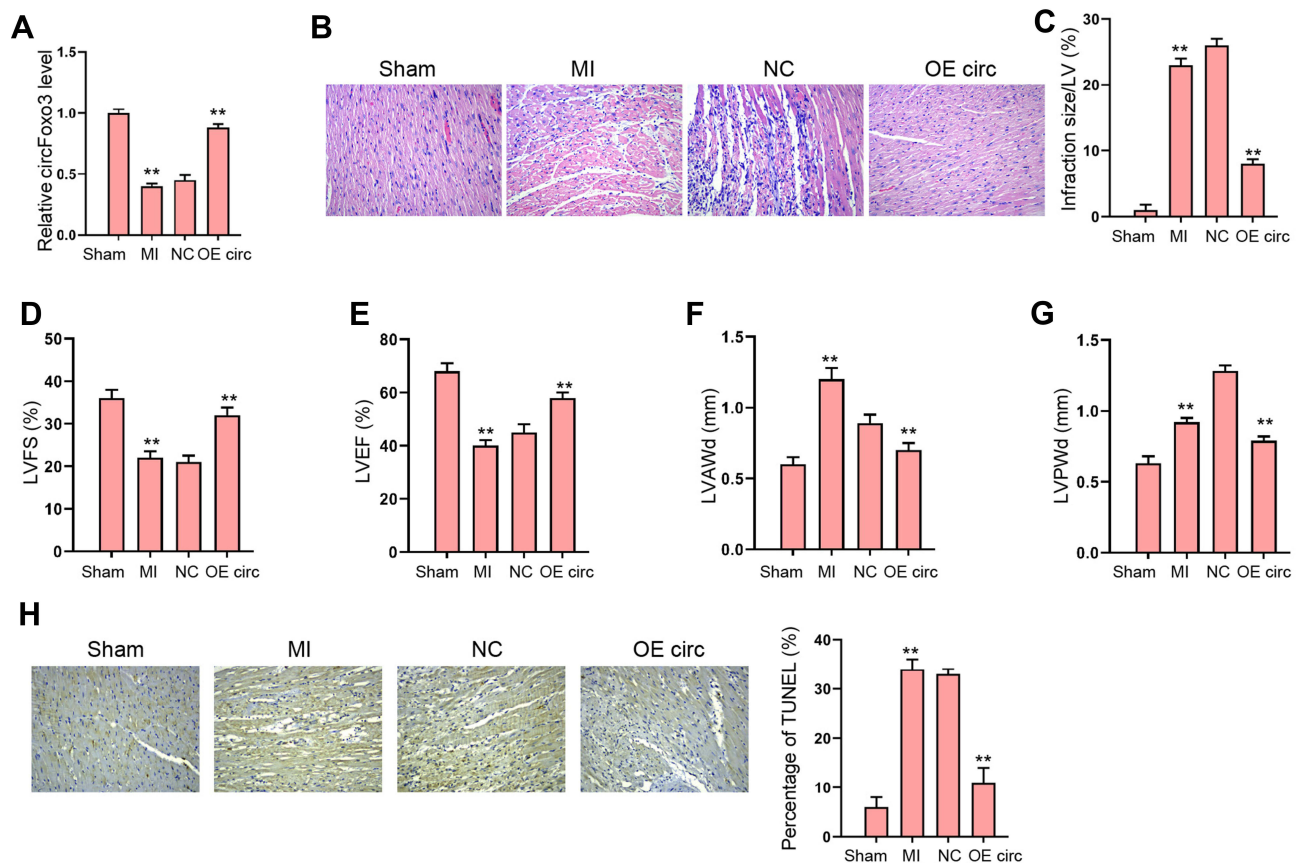 A
Relative circFoxo3 level
1.5
1.0
0.5
0.0
**
**
Sham MI NC OE circ
B
Sham MI NC OE circ
C
Infraction size/LV (%)
30
20
10
0
**
**
Sham MI NC OE circ
D
LVFS (%)
50
40
30
20
10
0
**
**
Sham MI NC OE circ
E
LVEF (%)
80
60
40
20
0
**
**
Sham MI NC OE circ
F
LVAWd (mm)
1.5
1.0
0.5
0.0
**
**
Sham MI NC OE circ
G
LVPWd (mm)
1.5
1.0
0.5
0.0
**
**
Sham MI NC OE circ
H
Sham MI NC OE circ
Percentage of TUNEL (%)
40
30
20
10
0
**
**
Sham MI NC OE circ